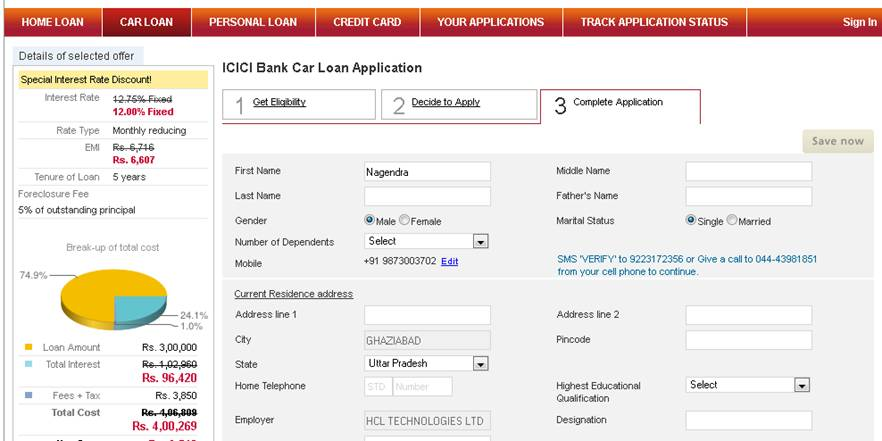 HOME LOAN CAR LOAN PERSONAL LOAN CREDIT CARD YOUR APPLICATIONS TRACK APPLICATION STATUS Sign In
Details of selected offer
Special Interest Rate Discount!
Interest Rate 12.75% Fixed
12.00% Fixed
Rate Type Monthly reducing
EMI Rs. 6,716
Rs. 6,607
Tenure of Loan 5 years
Foreclosure Fee
5% of outstanding principal
Break-up of total cost
74.9%
24.1%
1.0%
Loan Amount Rs. 3,00,000
Total Interest Rs. 1,02,960
Rs. 96,420
Fees + Tax Rs. 3,850
Total Cost Rs. 4,06,809
Rs. 4,00,269
ICICI Bank Car Loan Application
1 Get Eligibility 2 Decide to Apply 3 Complete Application
Save now
First Name Nagendra Middle Name
Last Name Father's Name
Gender Male Female Marital Status Single Married
Number of Dependents Select
Mobile +91 9873003702 Edit SMS 'VERIFY' to 9223172356 or Give a call to 044-43981851
from your cell phone to continue.
Current Residence address
Address line 1 Address line 2
City GHAZIABAD Pincode
State Uttar Pradesh
Home Telephone STD Number Highest Educational Select
Qualification
Employer HCL TECHNOLOGIES LTD Designation